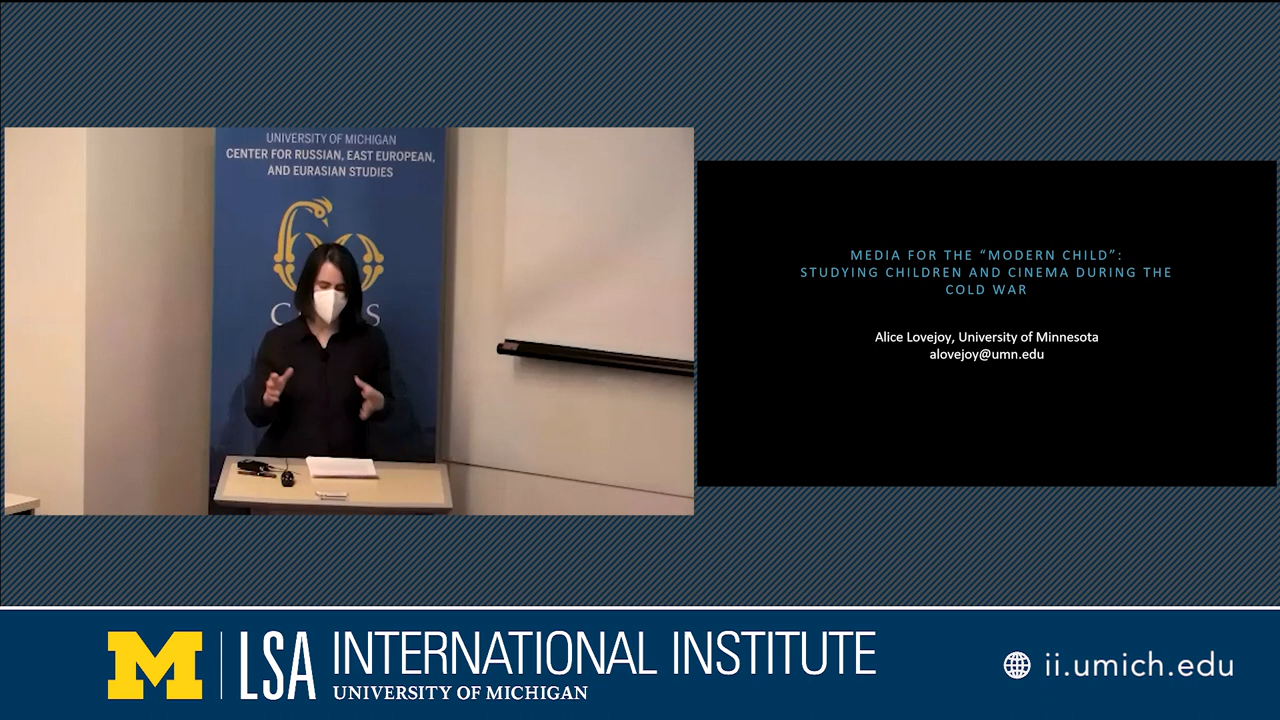 UNIVERSITY OF MICHIGAN
CENTER FOR RUSSIAN, EAST EUROPEAN,
AND EURASIAN STUDIES
MEDIA FOR THE “MODERN CHILD”:
STUDYING CHILDREN AND CINEMA DURING THE
COLD WAR
Alice Lovejoy, University of Minnesota
alovejoy@umn.edu
M LSA INTERNATIONAL INSTITUTE
UNIVERSITY OF MICHIGAN
ii.umich.edu